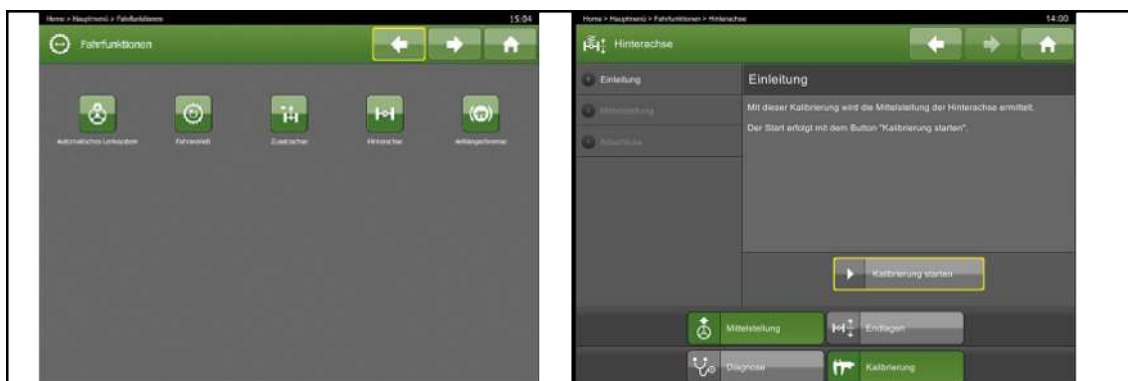 Home > Hauptmenü > Fahrfunktionen
15:04
Fahrfunktionen
Automatisches Lenksystem
Fahrantrieb
Zusatzachse
Hinterachse
Anhängerbremse
Home > Hauptmenü > Fahrfunktionen > Hinterachse
14:00
Hinterachse
Einleitung
Mittelstellung
Abschluss
Einleitung
Mit dieser Kalibrierung wird die Mittelstellung der Hinterachse ermittelt.
Der Start erfolgt mit dem Button "Kalibrierung starten".
Kalibrierung starten
Mittelstellung
Endlagen
Diagnose
Kalibrierung